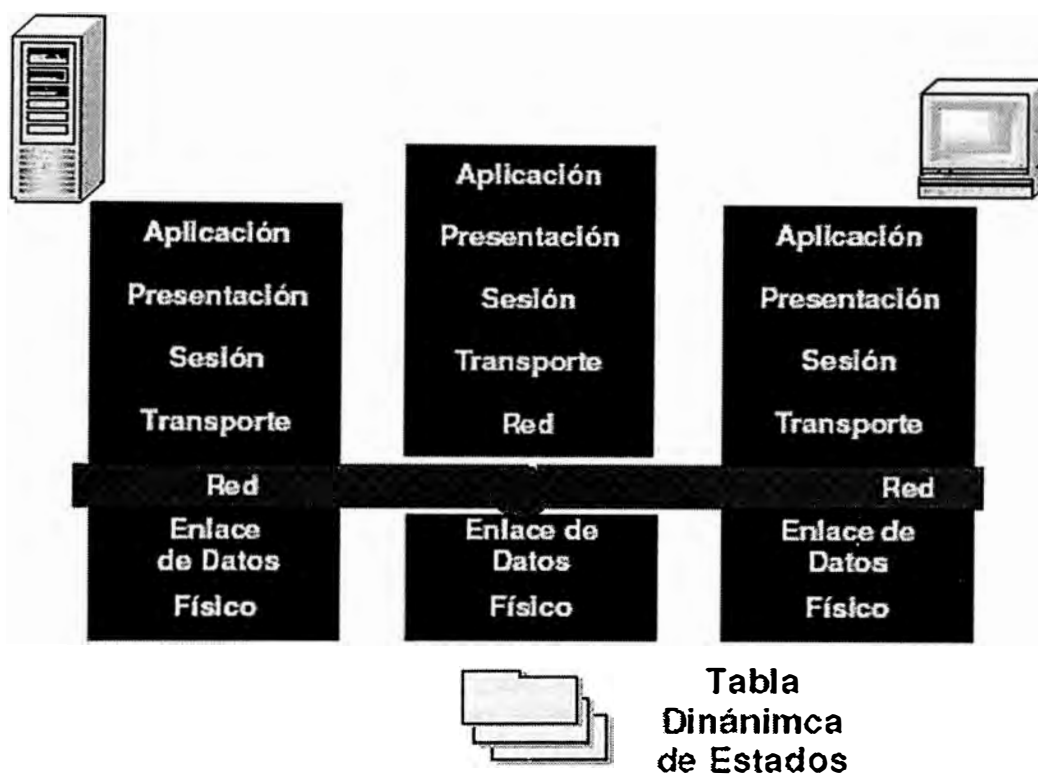 Aplicación
Presentación
Sesión
Transporte
Red
Enlace
de Datos
Físico
Aplicación
Presentación
Sesión
Transporte
Red
Enlace de
Datos
Físico
Aplicación
Presentación
Sesión
Transporte
Red
Enlace de
Datos
Físico
Tabla
Dinánimca
de Estados